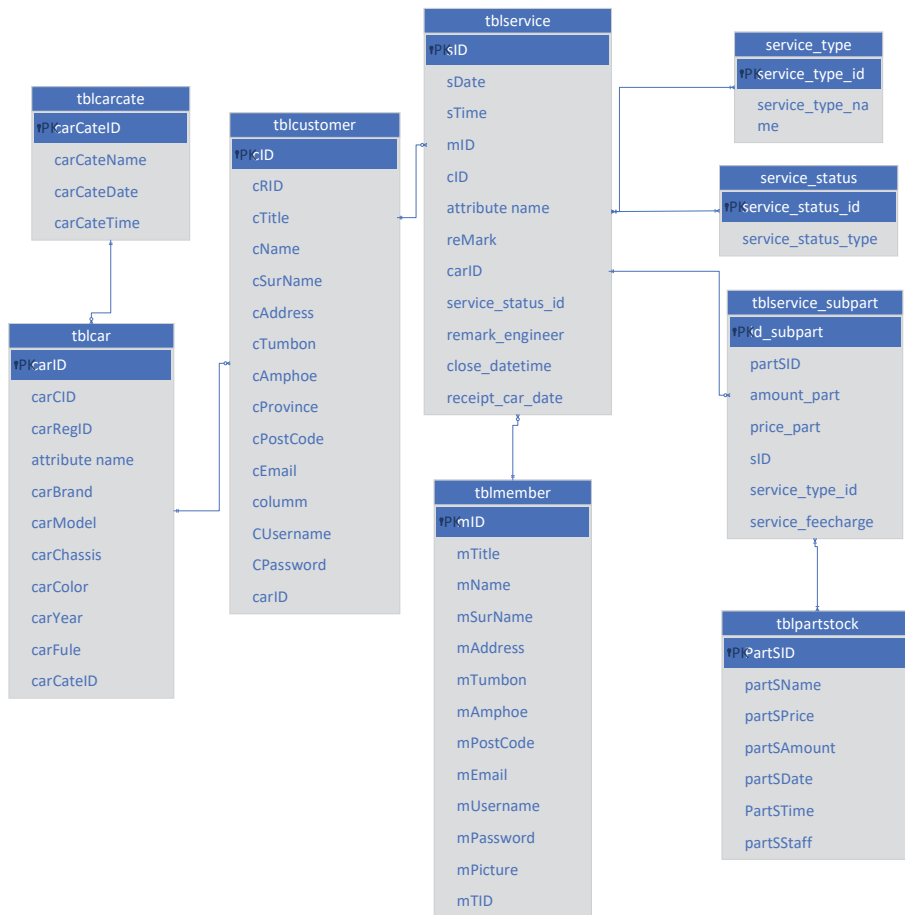 tblservice
PK sID
sDate
sTime
mID
cID
attribute name
reMark
carID
service_status_id
remark_engineer
close_datetime
receipt_car_date
service_type
PK service_type_id
service_type_na
me
service_status
PK service_status_id
service_status_type
tblcarcate
PK carCateID
carCateName
carCateDate
carCateTime
tblcustomer
PK cID
cRID
cTitle
cName
cSurName
cAddress
cTumbon
cAmphoe
cProvince
cPostCode
cEmail
columm
CUsername
CPassword
carID
tblservice_subpart
PK id_subpart
partSID
amount_part
price_part
sID
service_type_id
service_feecharge
tblcar
PK carID
carCID
carRegID
attribute name
carBrand
carModel
carChassis
carColor
carYear
carFule
carCateID
tblmember
PK mID
mTitle
mName
mSurName
mAddress
mTumbon
mAmphoe
mPostCode
mEmail
mUsername
mPassword
mPicture
mTID
tblpartstock
PK PartSID
partSName
partSPrice
partSAmount
partSDate
PartSTime
partSStaff